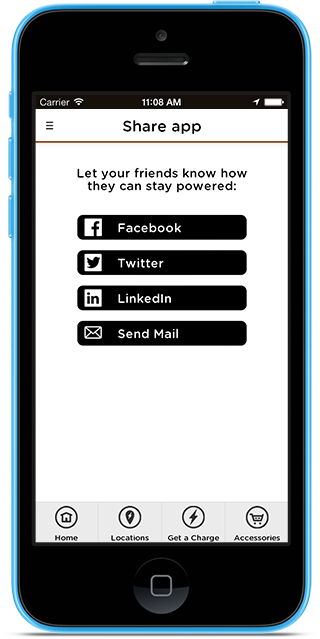 Carrier 11:08 AM
Share app
Let your friends know how
they can stay powered:
Facebook
Twitter
LinkedIn
Send Mail
Home Locations Get a Charge Accessories